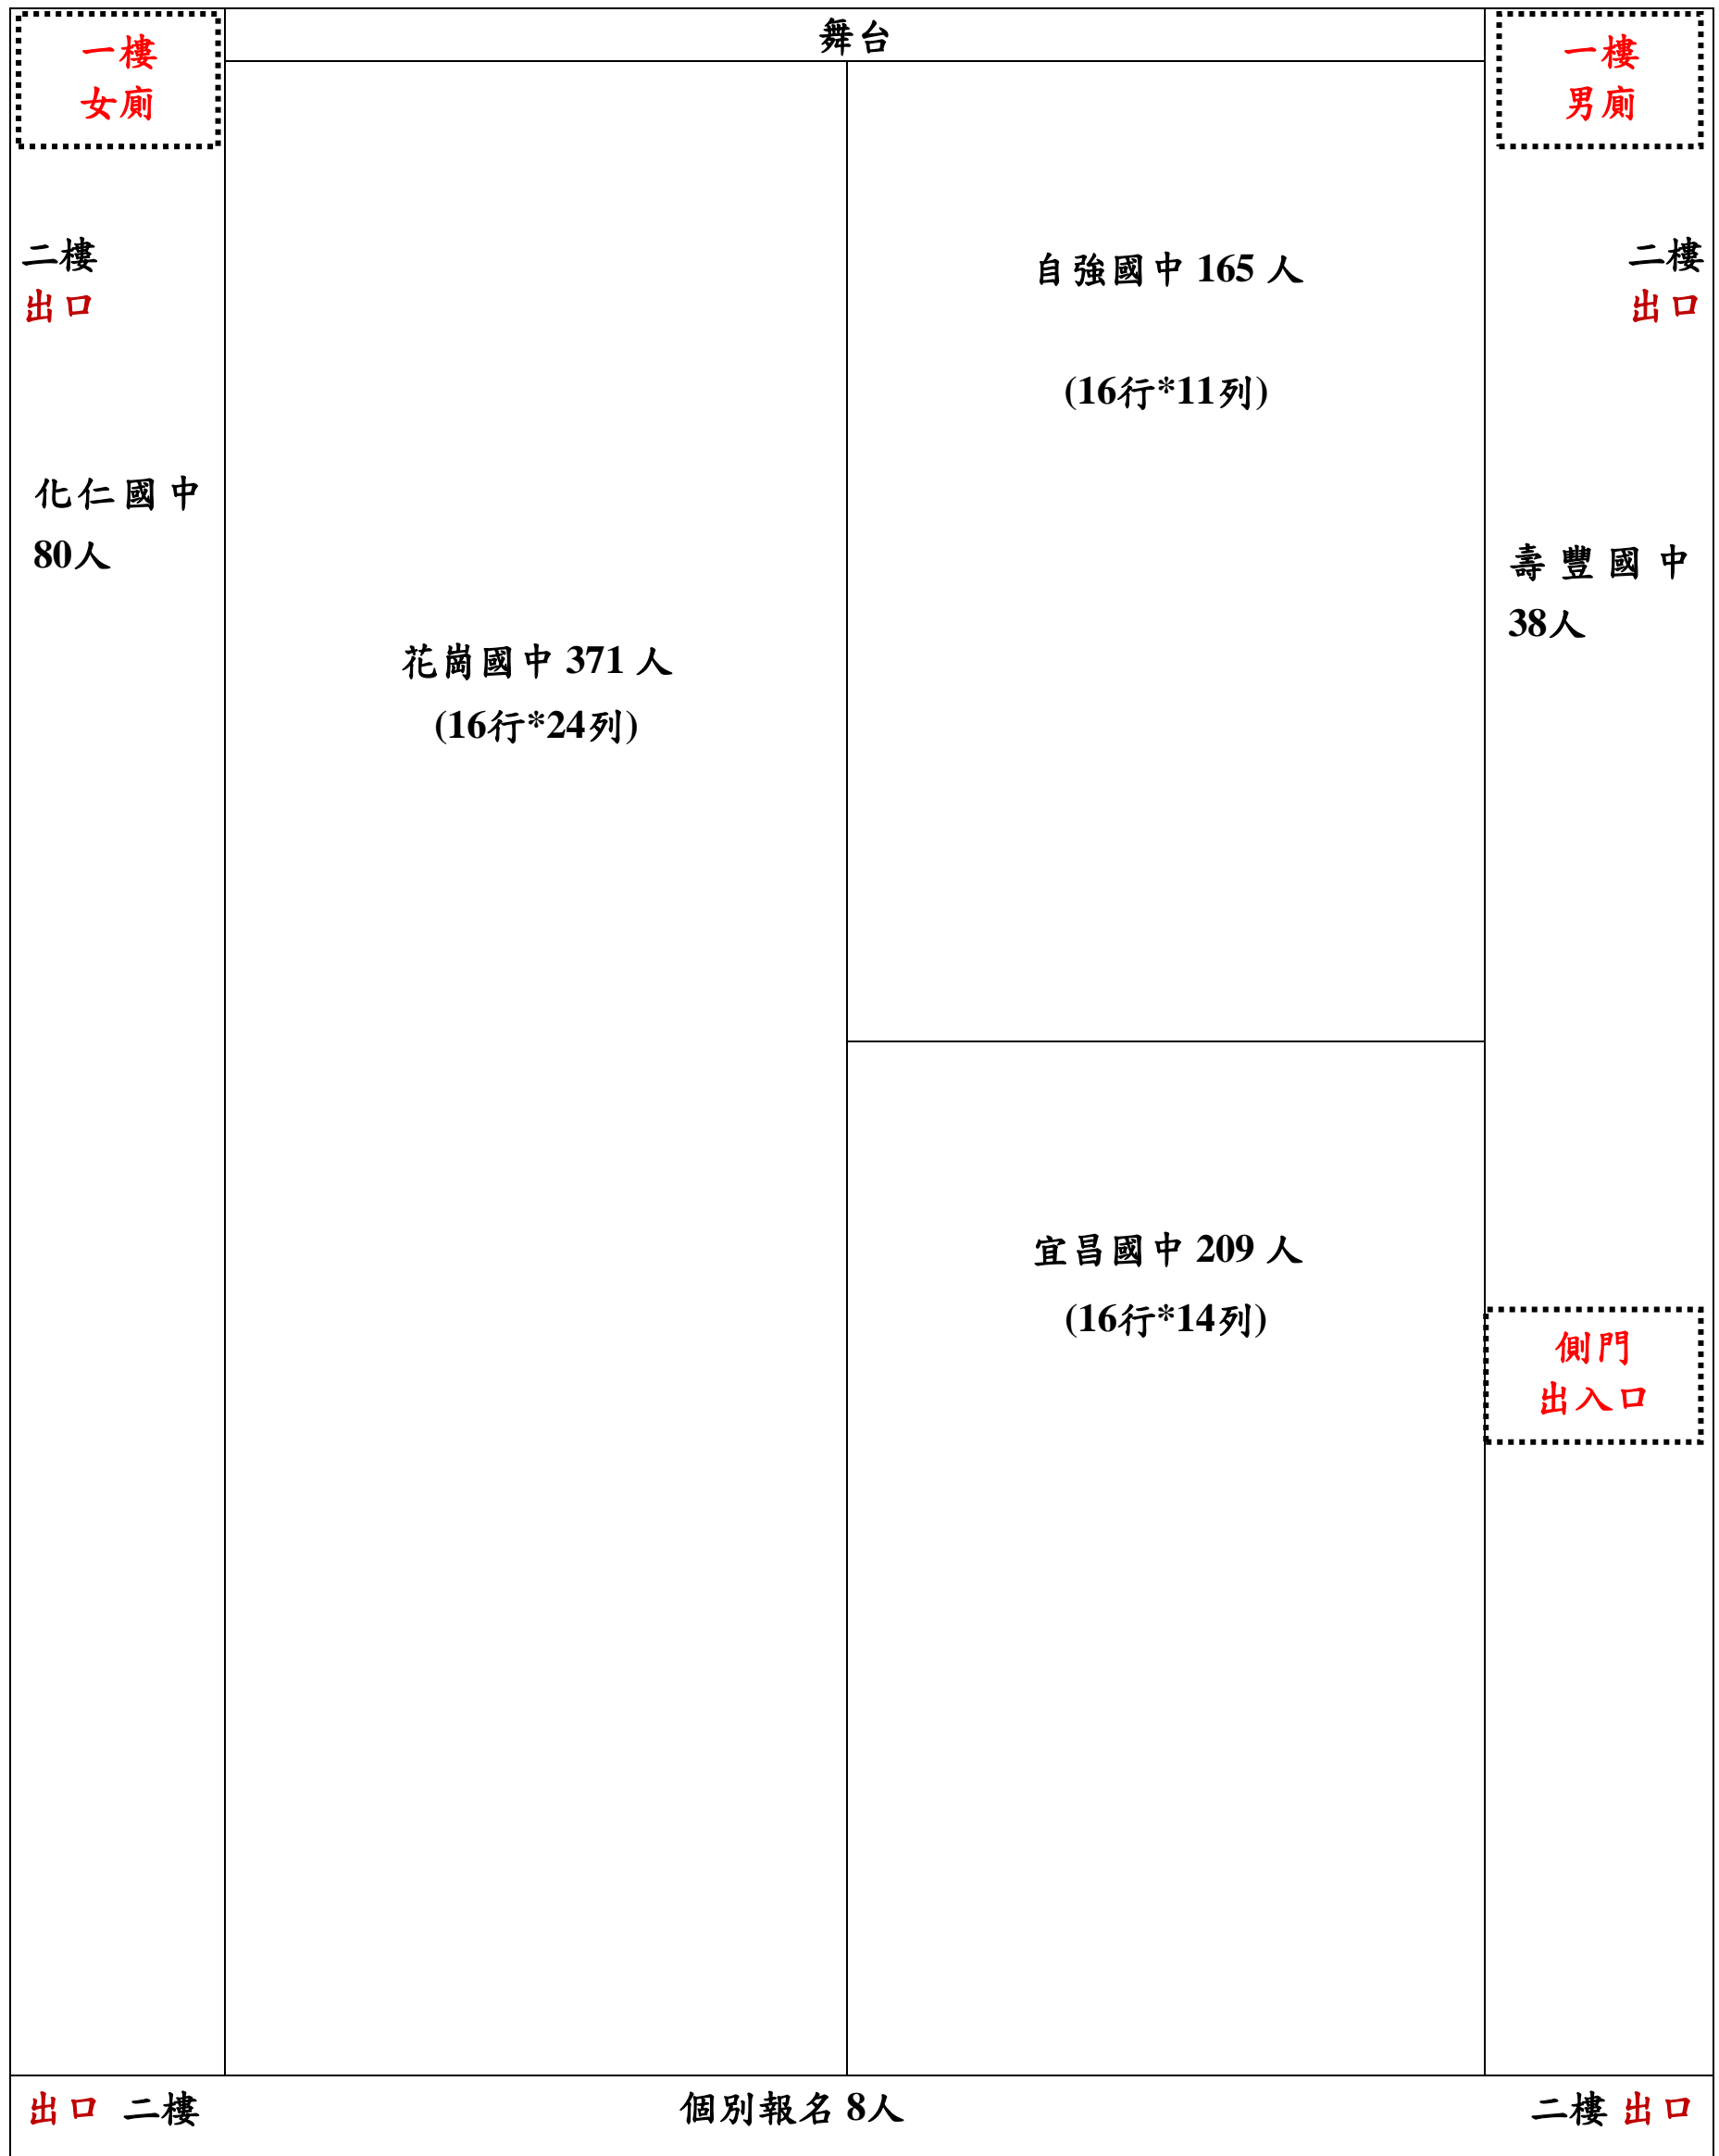 舞台
一樓
女廁
一樓
男廁
二樓
出口
二樓
出口
自強國中 165 人
(16行*11列)
化仁國中
80人
壽豐國中
38人
花崗國中 371 人
(16行*24列)
宜昌國中 209 人
(16行*14列)
側門
出入口
出口 二樓
個別報名 8人
二樓 出口